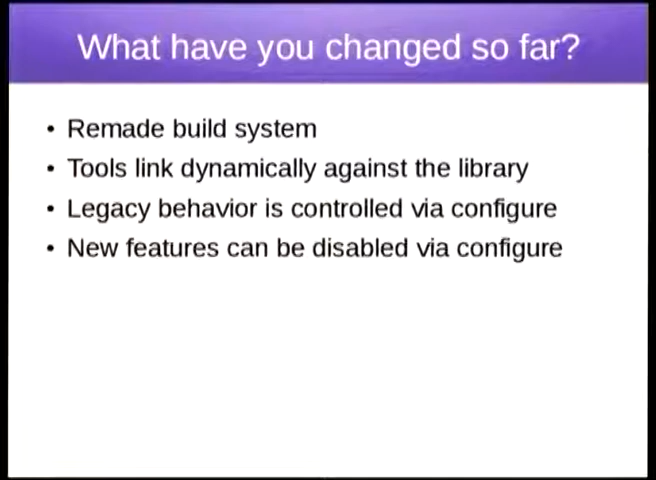 What have you changed so far?
• Remade build system
• Tools link dynamically against the library
• Legacy behavior is controlled via configure
• New features can be disabled via configure